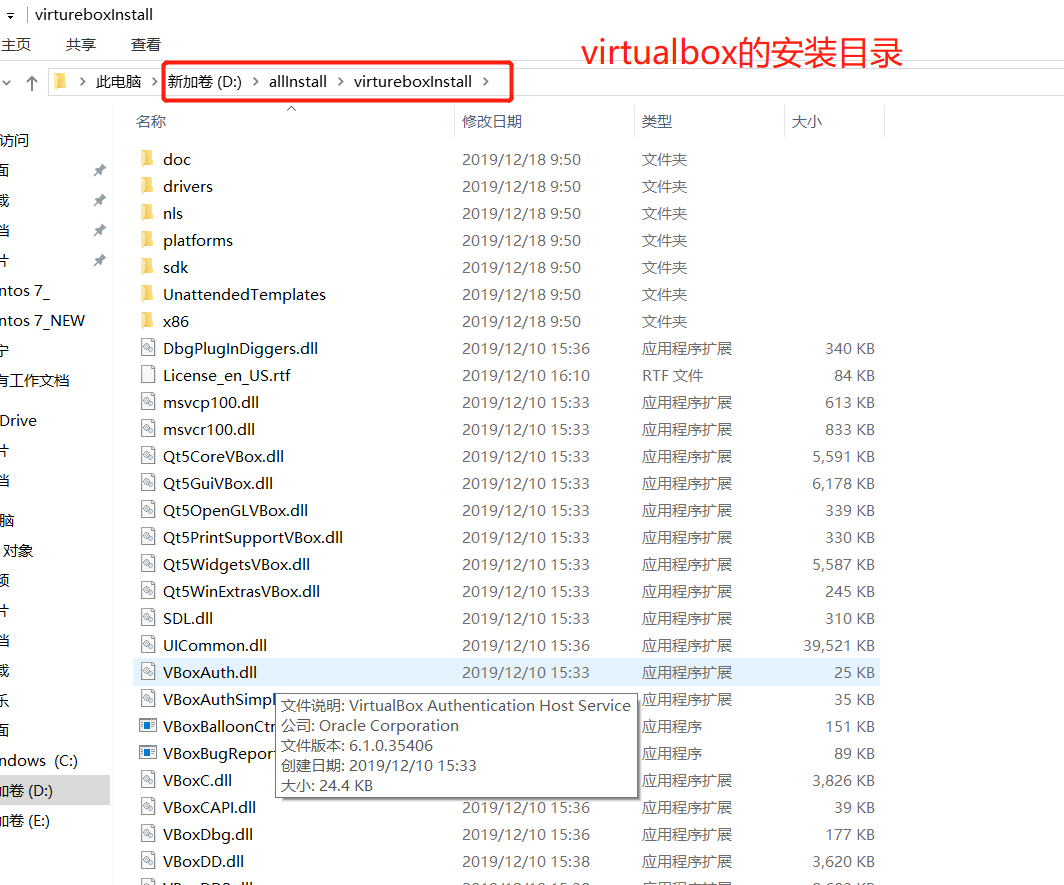 virtureboxInstall
主页 共享 查看
virtualbox的安装目录
此电脑 新加卷 (D:) allInstall virtureboxInstall
名称 修改日期 类型 大小
访问
面
载
档
片
ntos 7_
ntos 7_NEW
宁
有工作文档
Drive
片
档
脑
对象
频
片
档
载
乐
面
ndows (C:)
加卷 (D:)
加卷 (E:)
doc 2019/12/18 9:50 文件夹
drivers 2019/12/18 9:50 文件夹
nls 2019/12/18 9:50 文件夹
platforms 2019/12/18 9:50 文件夹
sdk 2019/12/18 9:50 文件夹
UnattendedTemplates 2019/12/18 9:50 文件夹
x86 2019/12/18 9:50 文件夹
DbgPlugInDiggers.dll 2019/12/10 15:36 应用程序扩展 340 KB
License_en_US.rtf 2019/12/10 16:10 RTF 文件 84 KB
msvcp100.dll 2019/12/10 15:33 应用程序扩展 613 KB
msvcr100.dll 2019/12/10 15:33 应用程序扩展 833 KB
Qt5CoreVBox.dll 2019/12/10 15:33 应用程序扩展 5,591 KB
Qt5GuiVBox.dll 2019/12/10 15:33 应用程序扩展 6,178 KB
Qt5OpenGLVBox.dll 2019/12/10 15:33 应用程序扩展 339 KB
Qt5PrintSupportVBox.dll 2019/12/10 15:33 应用程序扩展 330 KB
Qt5WidgetsVBox.dll 2019/12/10 15:33 应用程序扩展 5,587 KB
Qt5WinExtrasVBox.dll 2019/12/10 15:33 应用程序扩展 245 KB
SDL.dll 2019/12/10 15:33 应用程序扩展 310 KB
UICommon.dll 2019/12/10 15:36 应用程序扩展 39,521 KB
VBoxAuth.dll 2019/12/10 15:33 应用程序扩展 25 KB
VBoxAuthSimpl 应用程序扩展 35 KB
VBoxBalloonCtr 应用程序 151 KB
VBoxBugRepor 应用程序 89 KB
文件说明: VirtualBox Authentication Host Service
公司: Oracle Corporation
文件版本: 6.1.0.35406
创建日期: 2019/12/10 15:33
大小: 24.4 KB
VBoxC.dll 应用程序扩展 3,826 KB
VBoxCAPI.dll 2019/12/10 15:36 应用程序扩展 39 KB
VBoxDbg.dll 2019/12/10 15:36 应用程序扩展 177 KB
VBoxDD.dll 2019/12/10 15:38 应用程序扩展 3,620 KB